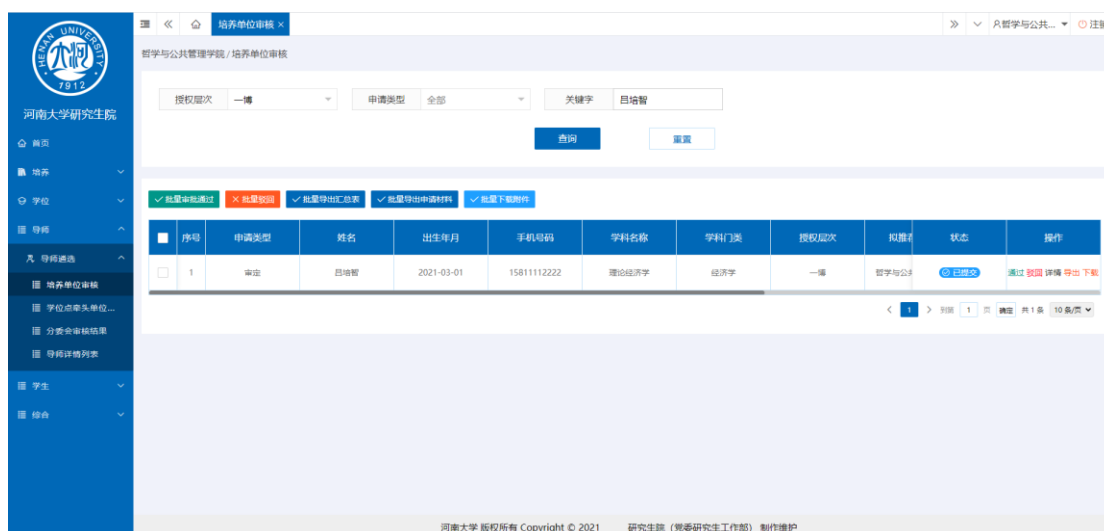 HENAN UNIVERSITY
1912
河南大学研究生院
首页
培养
学位
导师
导师遴选
培养单位审核
学位点牵头单位...
分委会审核结果
导师详情列表
学生
综合
培养单位审核 ×
哲学与公共... 注销
哲学与公共管理学院 / 培养单位审核
授权层次 一博 申请类型 全部 关键字 吕培智
查询 重置
批量审批通过 批量驳回 批量导出汇总表 批量导出申请材料 批量下载附件
序号 申请类型 姓名 出生年月 手机号码 学科名称 学科门类 授权层次 拟推荐 状态 操作
1 审定 吕培智 2021-03-01 15811112222 理论经济学 经济学 一博 哲学与公共 已提交 通过 驳回 详情 导出 下载
1 到第 1 页 确定 共 1 条 10 条/页
河南大学 版权所有 Copyright © 2021 研究生院（党委研究生工作部） 制作维护